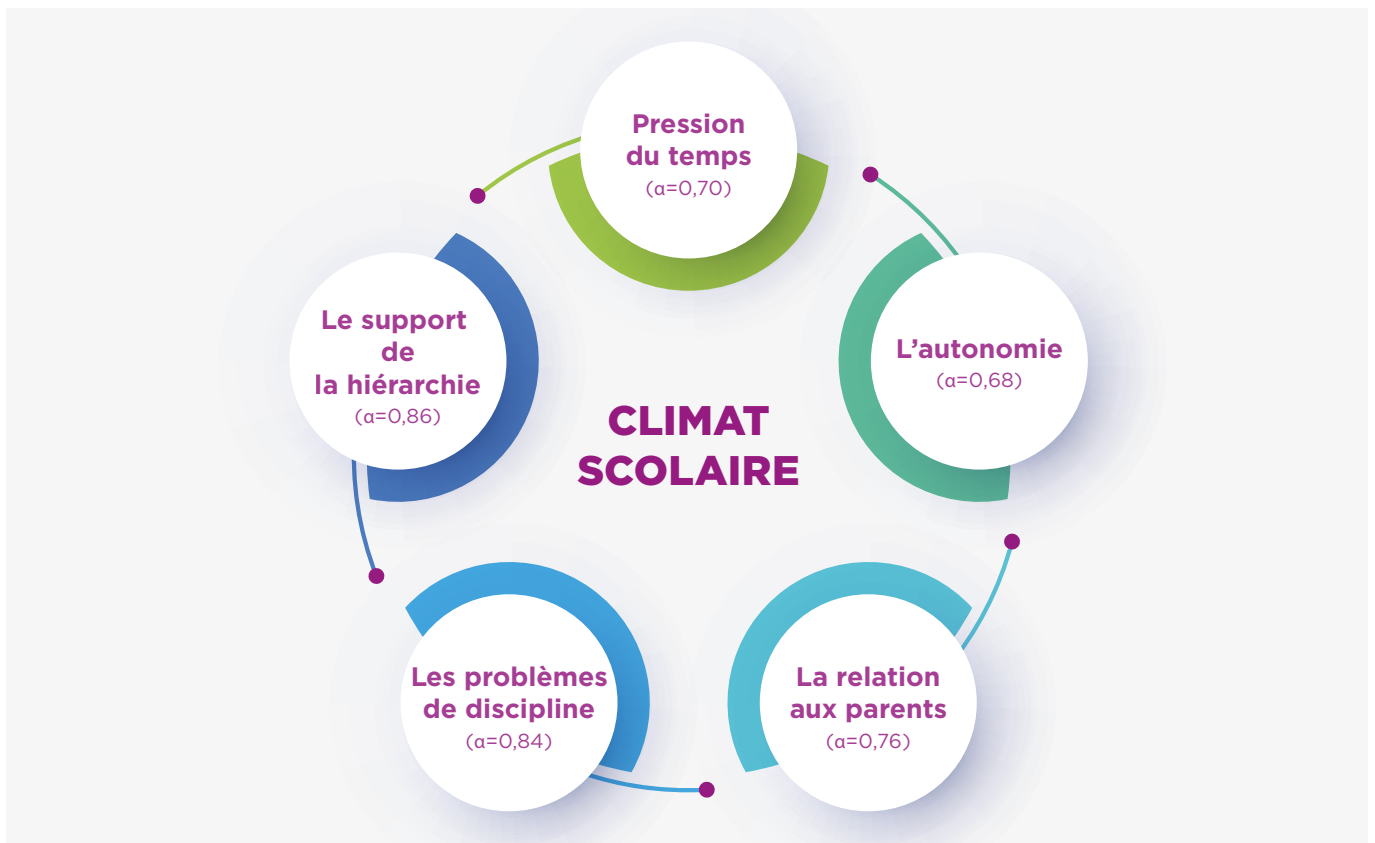 Pression
du temps
(α=0,70)
Le support
de
la hiérarchie
(α=0,86)
L’autonomie
(α=0,68)
CLIMAT
SCOLAIRE
Les problèmes
de discipline
(α=0,84)
La relation
aux parents
(α=0,76)